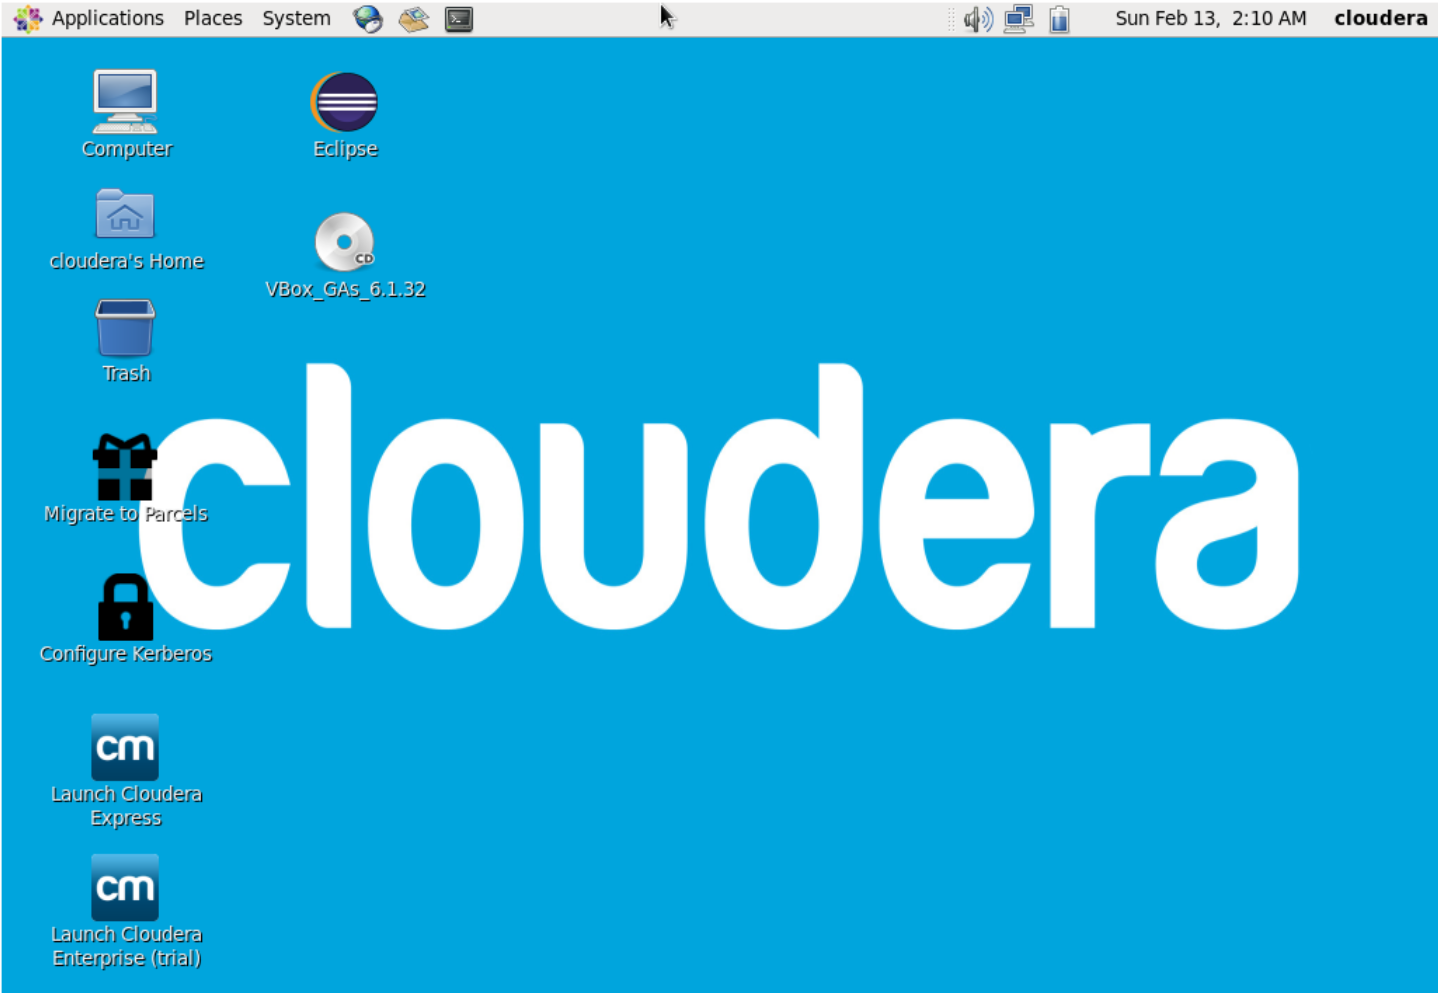 Applications Places System Sun Feb 13, 2:10 AM cloudera
Computer
Eclipse
cloudera's Home
CD
VBox_GAs_6.1.32
Trash
cloudera
Migrate to Parcels
Configure Kerberos
cm
Launch Cloudera
Express
cm
Launch Cloudera
Enterprise (trial)